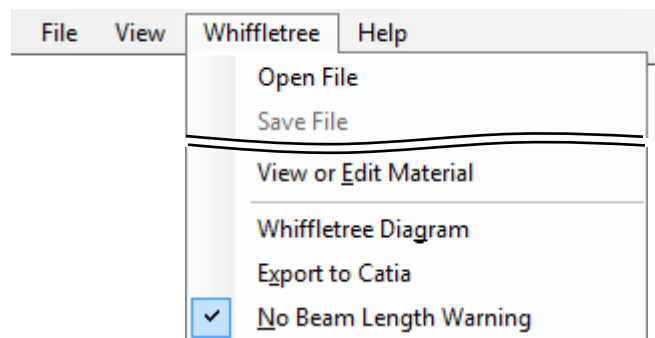 File View Whiffletree Help
Open File
Save File
View or Edit Material
Whiffletree Diagram
Export to Catia
No Beam Length Warning